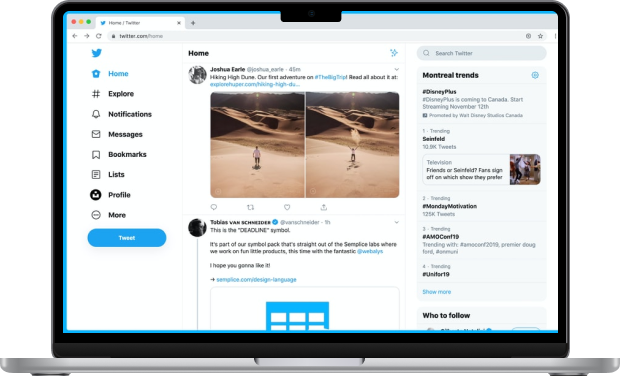 Home / Twitter
twitter.com/home
Home
Explore
Notifications
Messages
Bookmarks
Lists
Profile
More
Tweet
Home
Joshua Earle @joshua_earle · 45m
Hiking High Dune. Our first adventure on #TheBigTrip! Read all about it at:
explorehuper.com/hiking-high-du...
Tobias VAN SCHNEIDER @vanschneider · 1h
This is the "DEADLINE" symbol.
It's part of our symbol pack that's straight out of the Semplice labs where
we work on fun little products, this time with the fantastic @webalys
I hope you gonna like it!
→ semplice.com/design-language
Search Twitter
Montreal trends
#DisneyPlus
#DisneyPlus is coming to Canada. Start
Streaming November 12th
Promoted by Walt Disney Studios Canada
1 · Trending
Seinfeld
10.9K Tweets
Television
Friends or Seinfeld? Fans sign
off on which show they prefer
2 · Trending
#MondayMotivation
125K Tweets
3 · Trending
#AMOConf19
Trending with: #amoconf2019, premier doug
ford, #onmuni
4 · Trending
#Unifor19
Show more
Who to follow